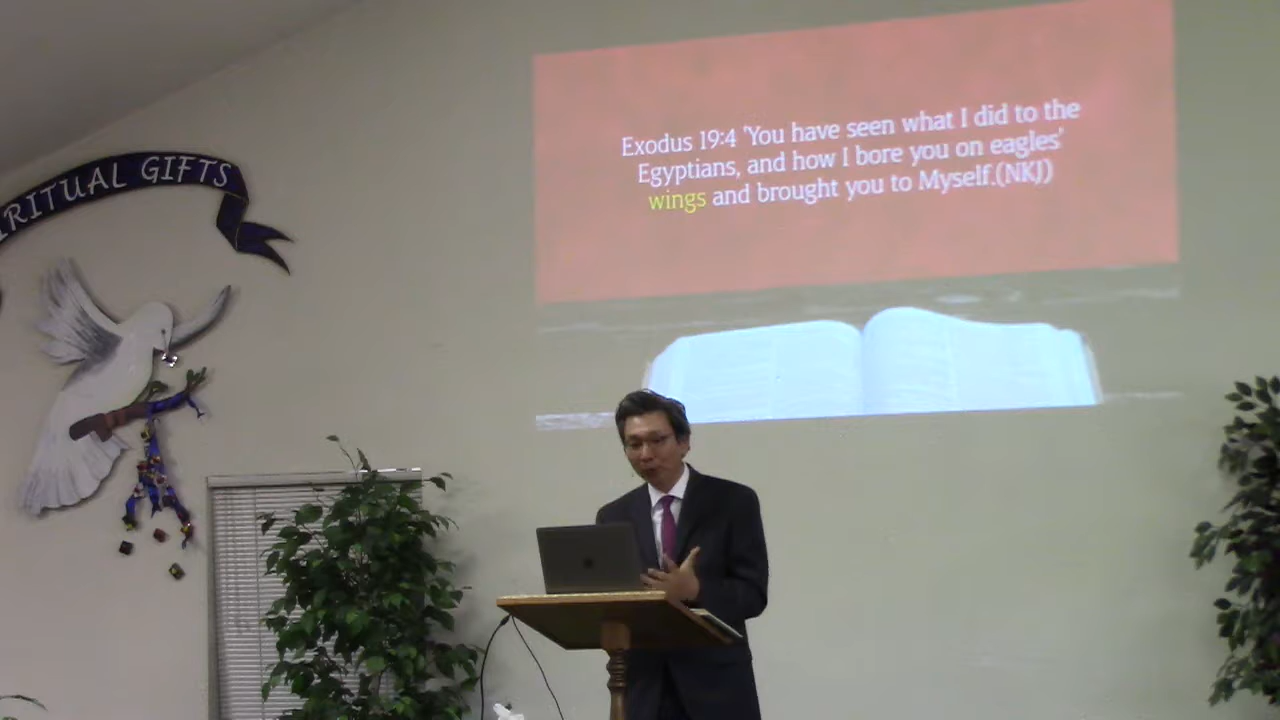 RITUAL GIFTS
Exodus 19:4 'You have seen what I did to the
Egyptians, and how I bore you on eagles'
wings and brought you to Myself.(NKJ)